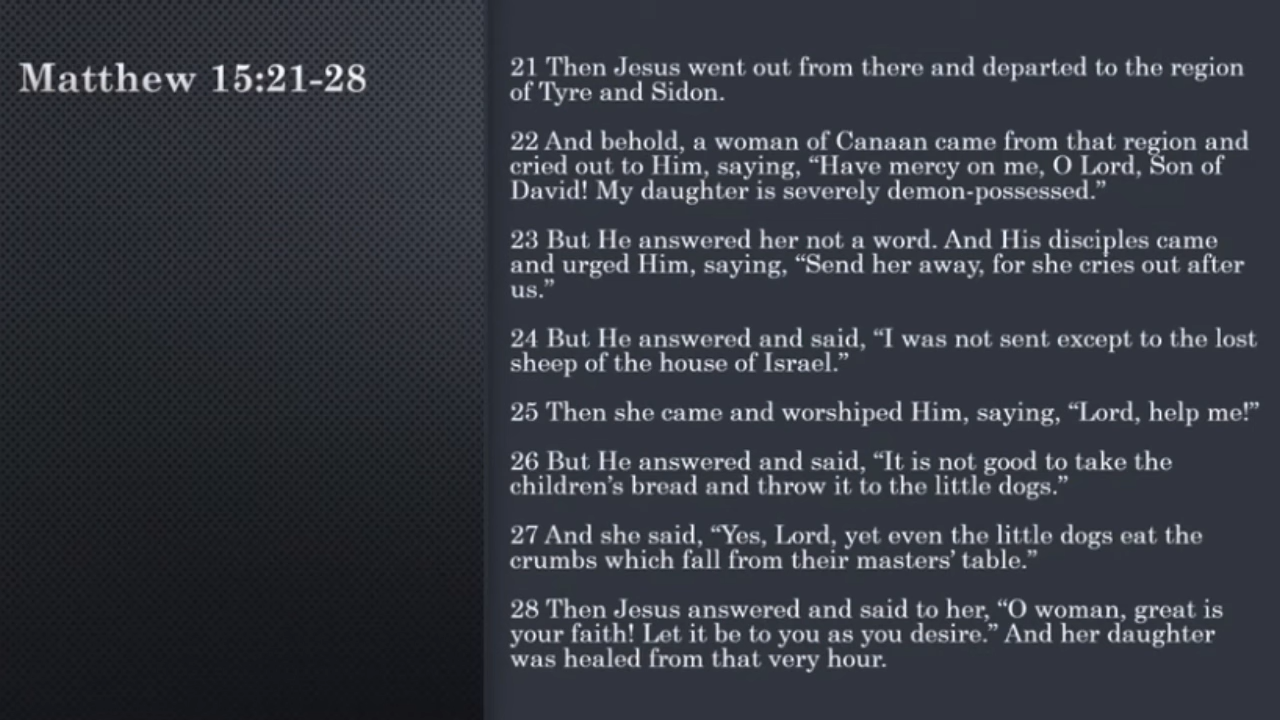 Matthew 15:21-28
21 Then Jesus went out from there and departed to the region
of Tyre and Sidon.
22 And behold, a woman of Canaan came from that region and
cried out to Him, saying, “Have mercy on me, O Lord, Son of
David! My daughter is severely demon-possessed.”
23 But He answered her not a word. And His disciples came
and urged Him, saying, “Send her away, for she cries out after
us.”
24 But He answered and said, “I was not sent except to the lost
sheep of the house of Israel.”
25 Then she came and worshiped Him, saying, “Lord, help me!”
26 But He answered and said, “It is not good to take the
children’s bread and throw it to the little dogs.”
27 And she said, “Yes, Lord, yet even the little dogs eat the
crumbs which fall from their masters’ table.”
28 Then Jesus answered and said to her, “O woman, great is
your faith! Let it be to you as you desire.” And her daughter
was healed from that very hour.